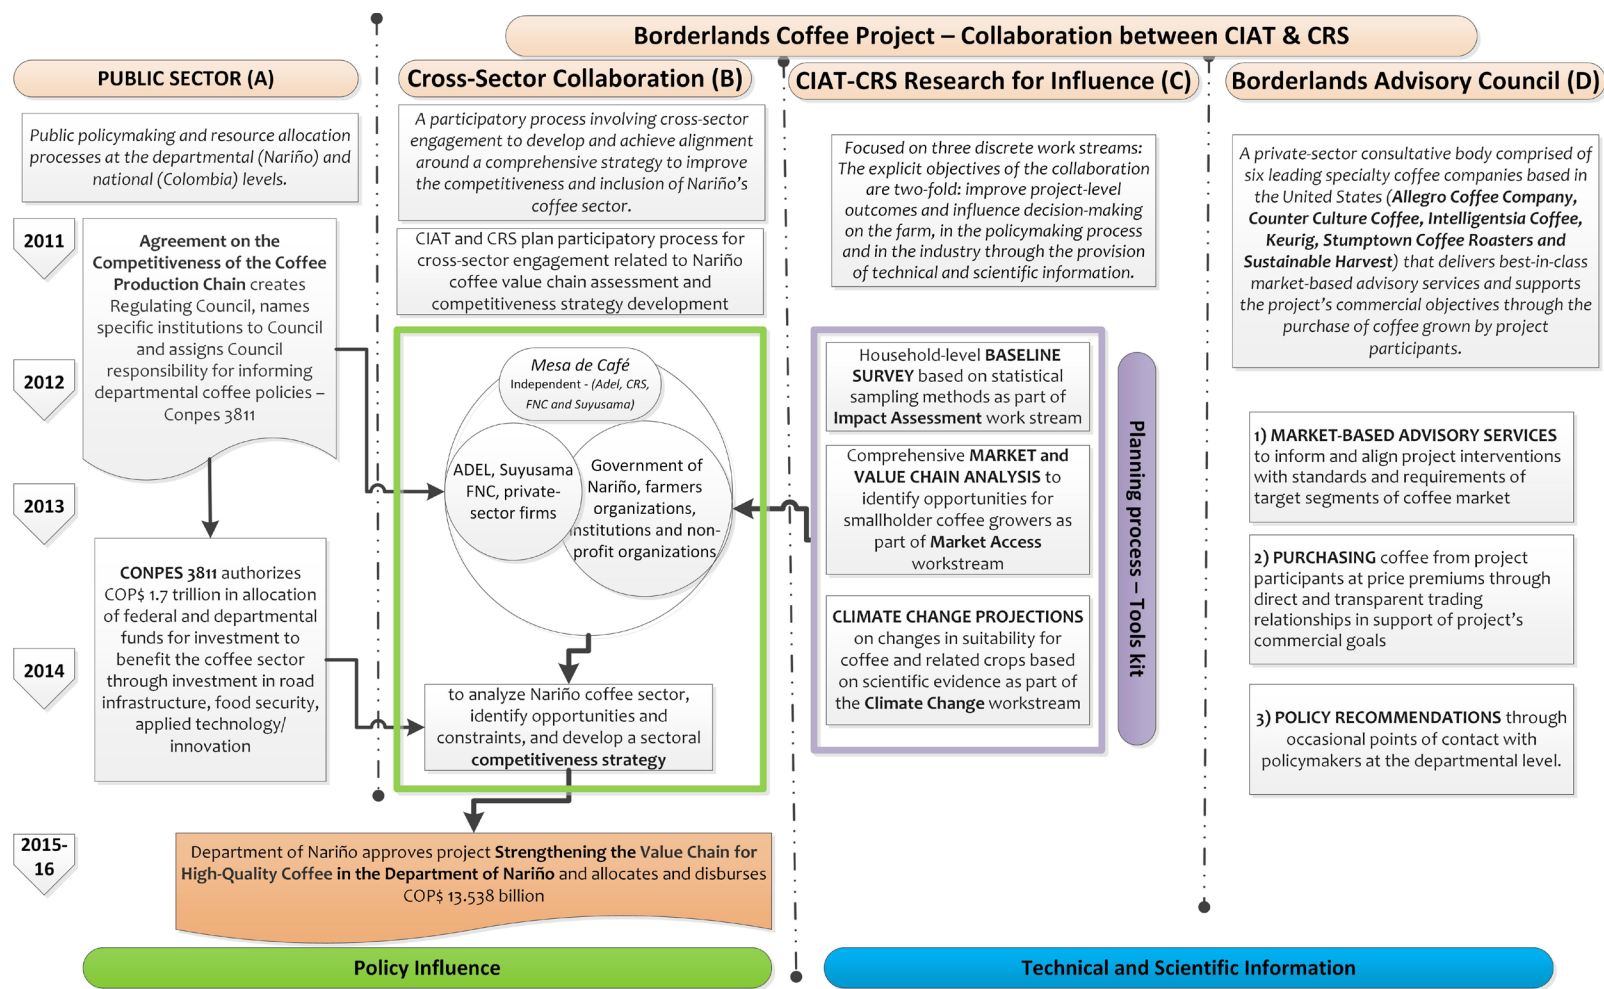 Borderlands Coffee Project – Collaboration between CIAT & CRS
PUBLIC SECTOR (A)
Public policymaking and resource allocation
processes at the departmental (Nariño) and
national (Colombia) levels.
2011
2012
2013
2014
2015-
16
Agreement on the
Competitiveness of the Coffee
Production Chain creates
Regulating Council, names
specific institutions to Council
and assigns Council
responsibility for informing
departmental coffee policies –
Conpes 3811
CONPES 3811 authorizes
COP$ 1.7 trillion in allocation
of federal and departmental
funds for investment to
benefit the coffee sector
through investment in road
infrastructure, food security,
applied technology/
innovation
Cross-Sector Collaboration (B)
A participatory process involving cross-sector
engagement to develop and achieve alignment
around a comprehensive strategy to improve
the competitiveness and inclusion of Nariño's
coffee sector.
CIAT and CRS plan participatory process for
cross-sector engagement related to Nariño
coffee value chain assessment and
competitiveness strategy development
Mesa de Café
Independent - (Adel, CRS,
FNC and Suyusama)
ADEL, Suyusama
FNC, private-
sector firms
Government of
Nariño, farmers
organizations,
institutions and non-
profit organizations
to analyze Nariño coffee sector,
identify opportunities and
constraints, and develop a sectoral
competitiveness strategy
Department of Nariño approves project Strengthening the Value Chain for
High-Quality Coffee in the Department of Nariño and allocates and disburses
COP$ 13.538 billion
CIAT-CRS Research for Influence (C)
Focused on three discrete work streams:
The explicit objectives of the collaboration
are two-fold: improve project-level
outcomes and influence decision-making
on the farm, in the policymaking process
and in the industry through the provision
of technical and scientific information.
Household-level BASELINE
SURVEY based on statistical
sampling methods as part of
Impact Assessment work stream
Comprehensive MARKET and
VALUE CHAIN ANALYSIS to
identify opportunities for
smallholder coffee growers as
part of Market Access
workstream
CLIMATE CHANGE PROJECTIONS
on changes in suitability for
coffee and related crops based
on scientific evidence as part of
the Climate Change workstream
Planning process – Tools kit
Borderlands Advisory Council (D)
A private-sector consultative body comprised of
six leading specialty coffee companies based in
the United States (Allegro Coffee Company,
Counter Culture Coffee, Intelligentsia Coffee,
Keurig, Stumptown Coffee Roasters and
Sustainable Harvest) that delivers best-in-class
market-based advisory services and supports
the project's commercial objectives through the
purchase of coffee grown by project
participants.
1) MARKET-BASED ADVISORY SERVICES
to inform and align project interventions
with standards and requirements of
target segments of coffee market
2) PURCHASING coffee from project
participants at price premiums through
direct and transparent trading
relationships in support of project's
commercial goals
3) POLICY RECOMMENDATIONS through
occasional points of contact with
policymakers at the departmental level.
Policy Influence
Technical and Scientific Information